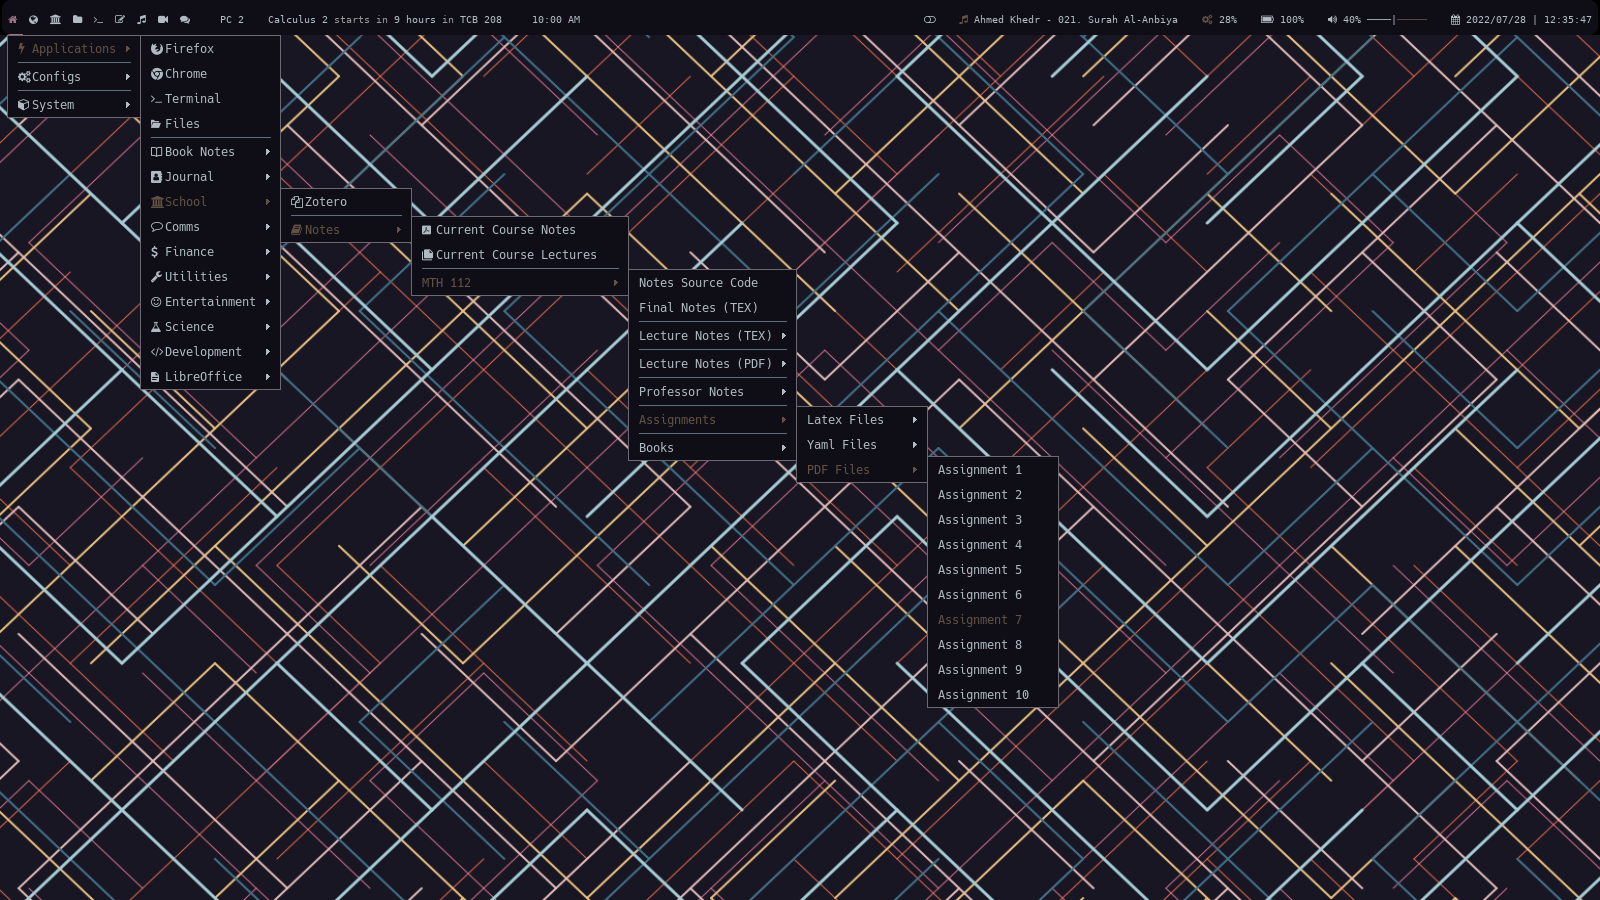 PC 2 Calculus 2 starts in 9 hours in TCB 208 10:00 AM Ahmed Khedr - 021. Surah Al-Anbiya 28% 100% 40% 2022/07/28 | 12:35:47
Applications
Configs
System
Firefox
Chrome
Terminal
Files
Book Notes
Journal
School
Comms
Finance
Utilities
Entertainment
Science
Development
LibreOffice
Zotero
Notes
Current Course Notes
Current Course Lectures
MTH 112
Notes Source Code
Final Notes (TEX)
Lecture Notes (TEX)
Lecture Notes (PDF)
Professor Notes
Assignments
Books
Latex Files
Yaml Files
PDF Files
Assignment 1
Assignment 2
Assignment 3
Assignment 4
Assignment 5
Assignment 6
Assignment 7
Assignment 8
Assignment 9
Assignment 10